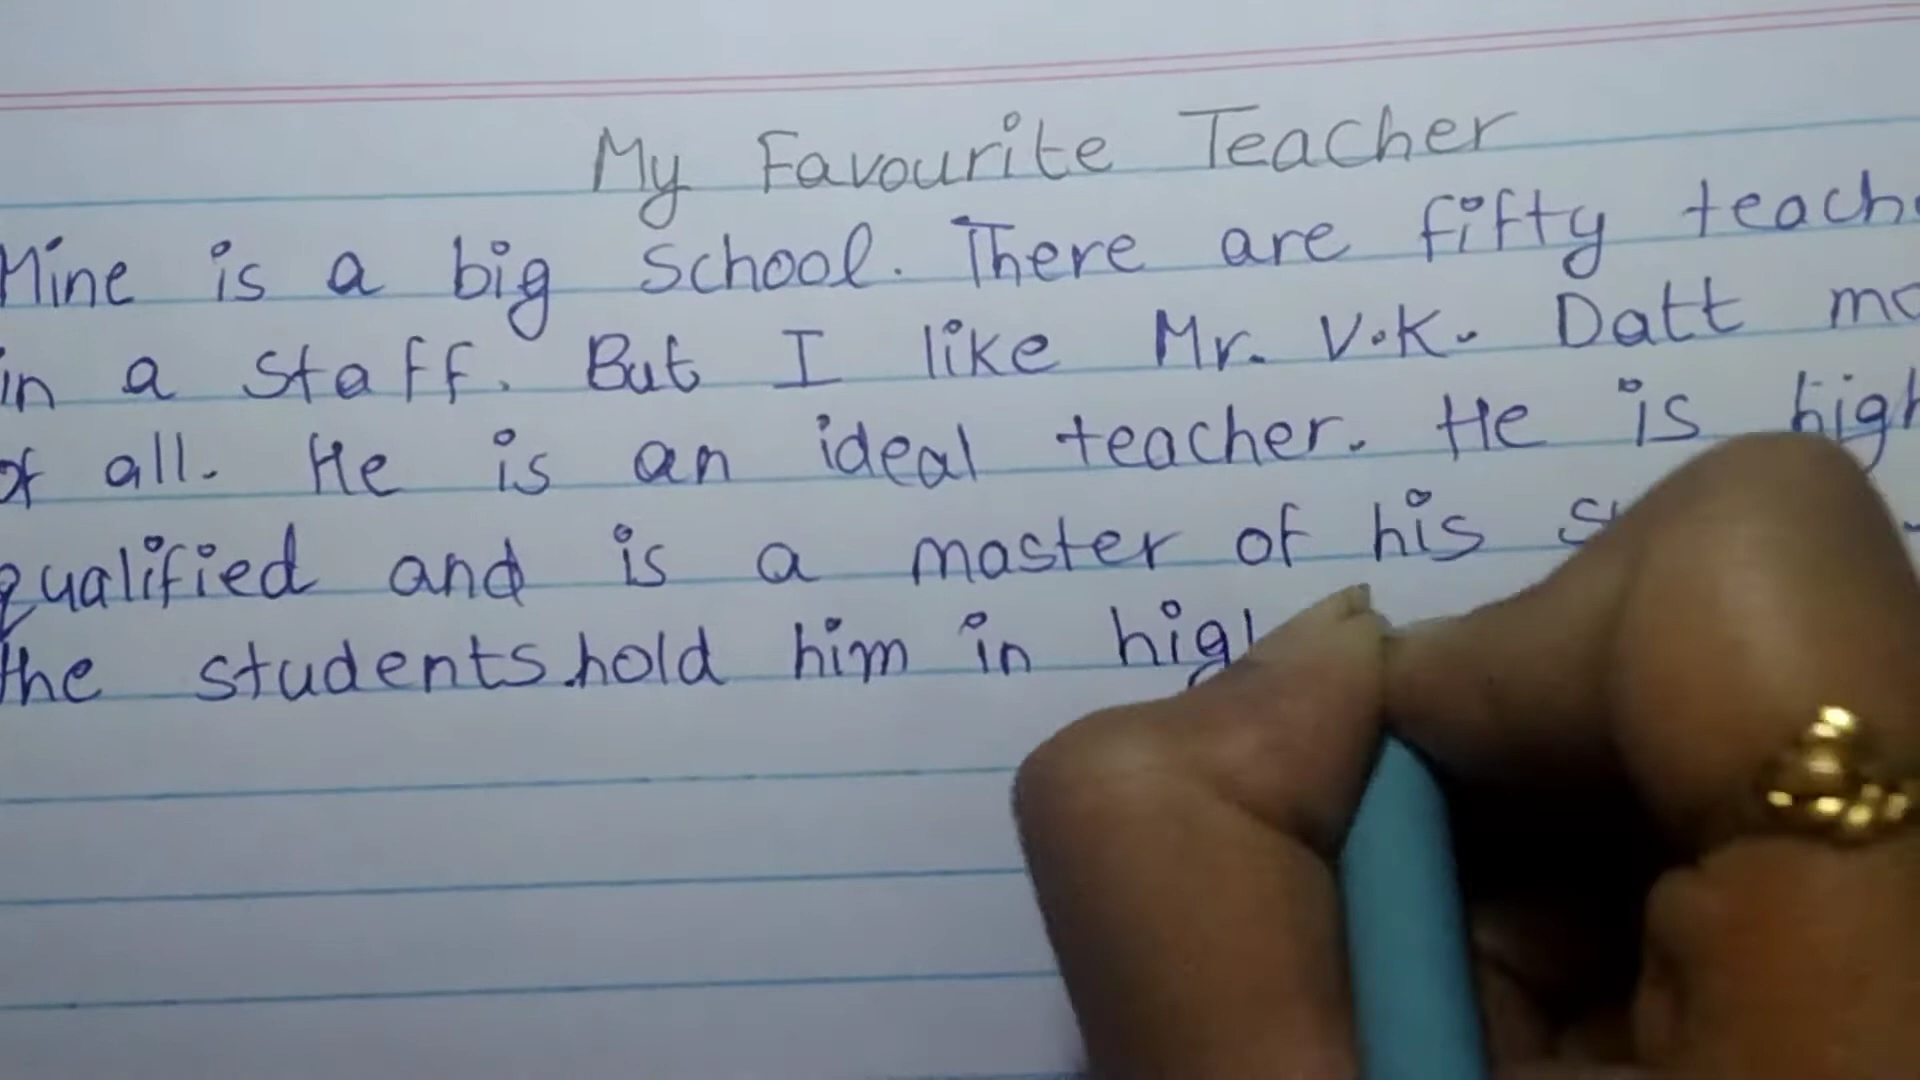 My Favourite Teacher
Mine is a big school. There are fifty
in a staff. But I like Mr. V.K. Datt
of all. He is an ideal teacher. He is
qualified and is a master of his
the students hold him in